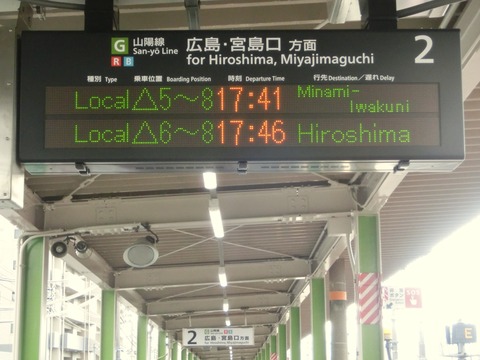 G 山陽線 San-yō Line
R B
広島・宮島口 方面
for Hiroshima, Miyajimaguchi
2
種別 Type 乗車位置 Boarding Position 時刻 Departure Time 行先 Destination / 遅れ Delay
Local △5～8 17:41 Minami-Iwakuni
Local △6～8 17:46 Hiroshima
2 広島・宮島口 方面
for Hiroshima, Miyajimaguchi
E